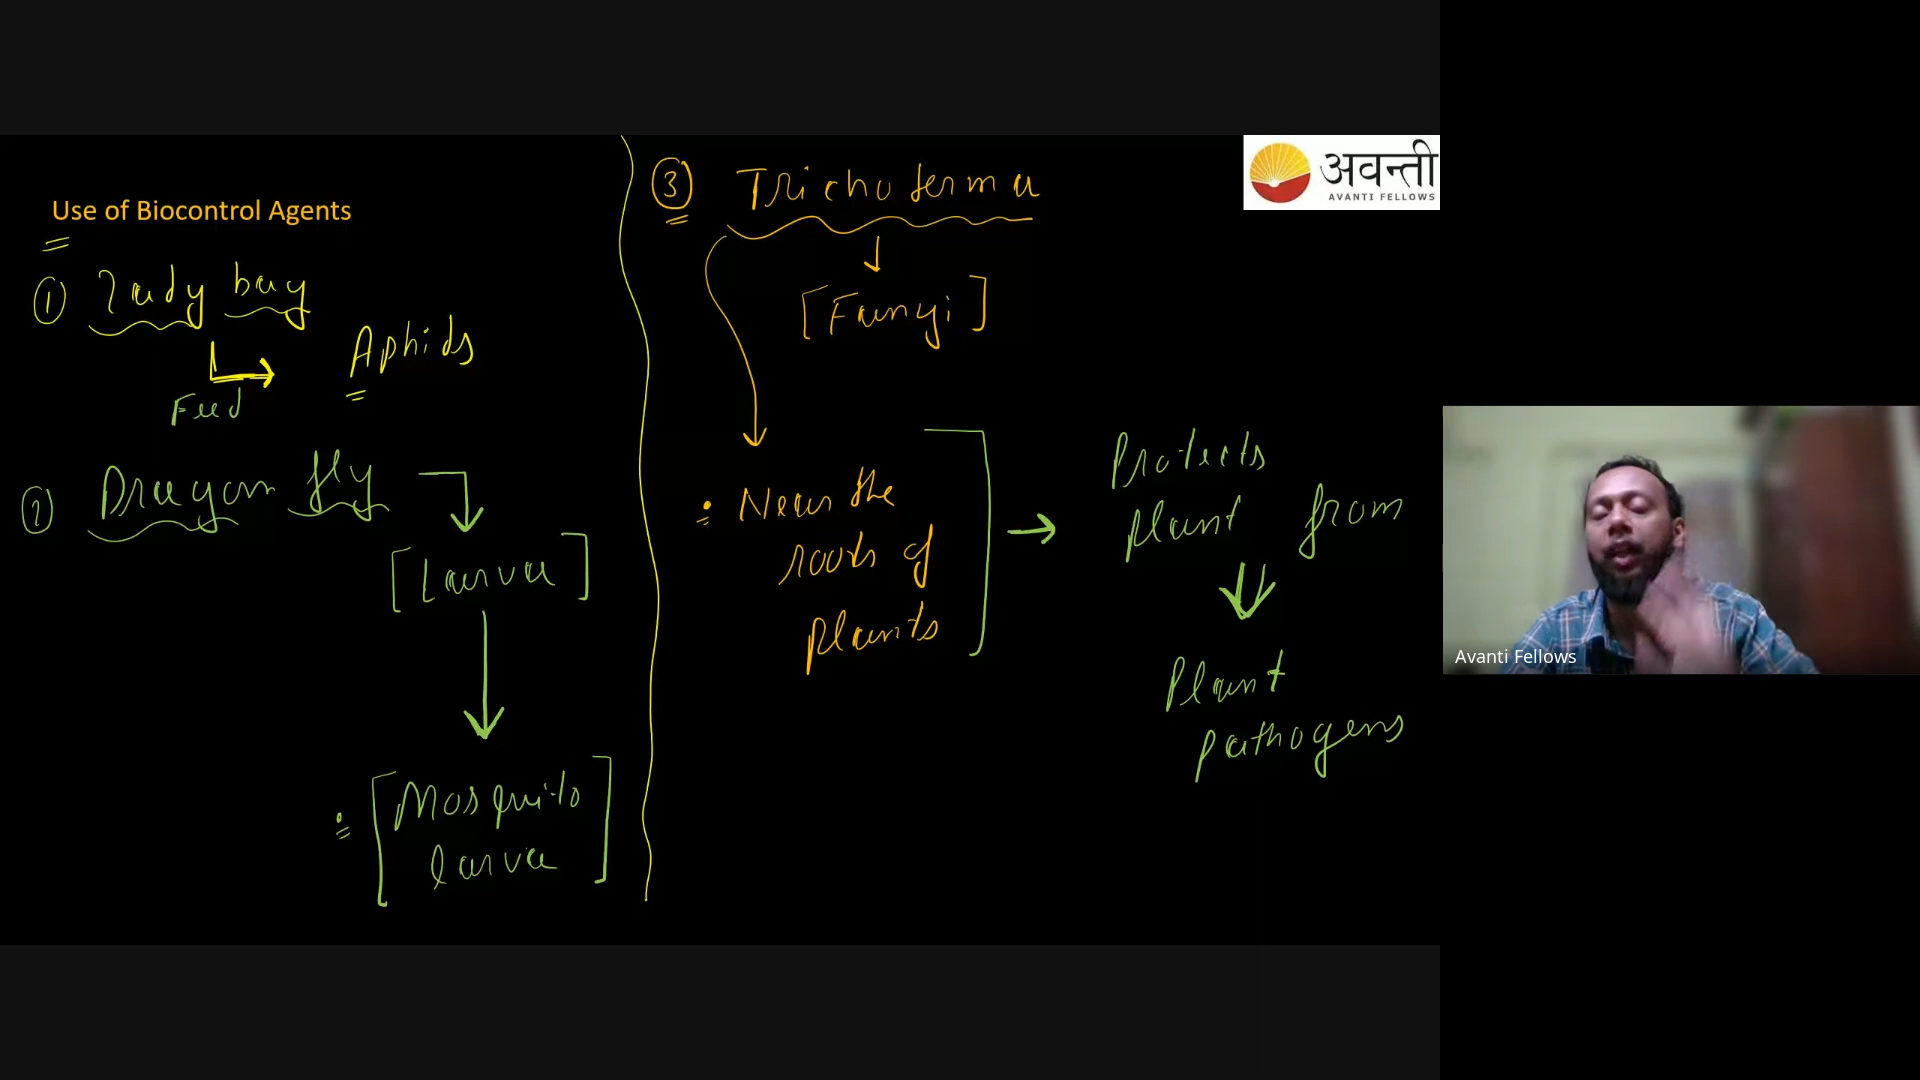 Use of Biocontrol Agents
① Lady bug
Feed
Aphids
② Dragon fly
[Larva]
[Mosquito
larva]
③ Trichoderma
[Fungi]
Near the
roots of
plants
Protects
plant from
Plant
pathogens
अवन्ती
AVANTI FELLOWS
Avanti Fellows